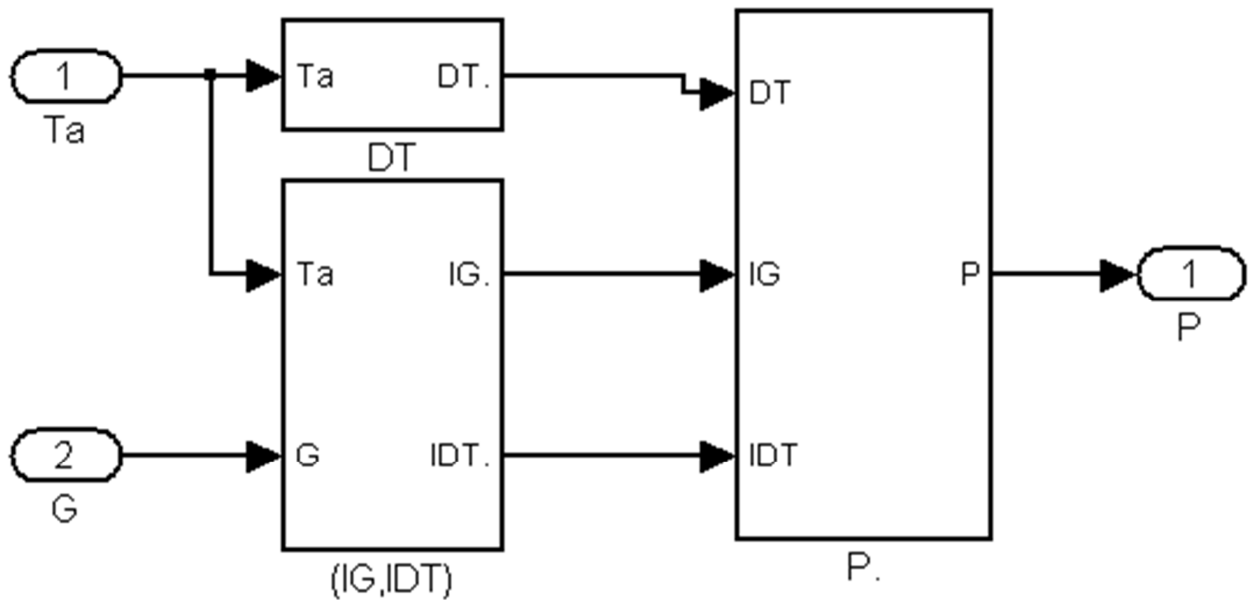 1
Ta
Ta DT.
DT
DT
Ta IG.
IG P
1
P
2
G
G IDT.
IDT
(IG,IDT)
P.